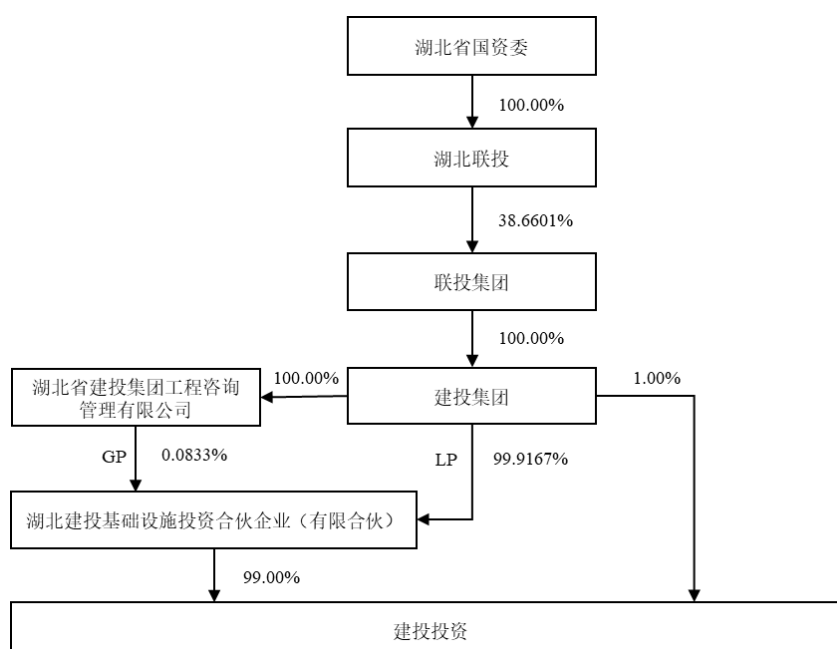 湖北省国资委
100.00%
湖北联投
38.6601%
联投集团
100.00%
湖北省建投集团工程咨询
管理有限公司
100.00%
建投集团
1.00%
GP
0.0833%
LP
99.9167%
湖北建投基础设施投资合伙企业（有限合伙）
99.00%
建投投资